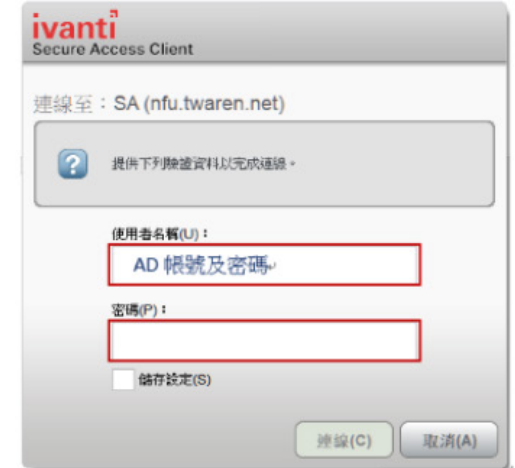 ivanti
Secure Access Client
連線至：SA (nfu.twaren.net)
提供下列驗證資料以完成連線。
使用者名稱(U)：
AD 帳號及密碼
密碼(P)：
儲存設定(S)
連線(C)
取消(A)